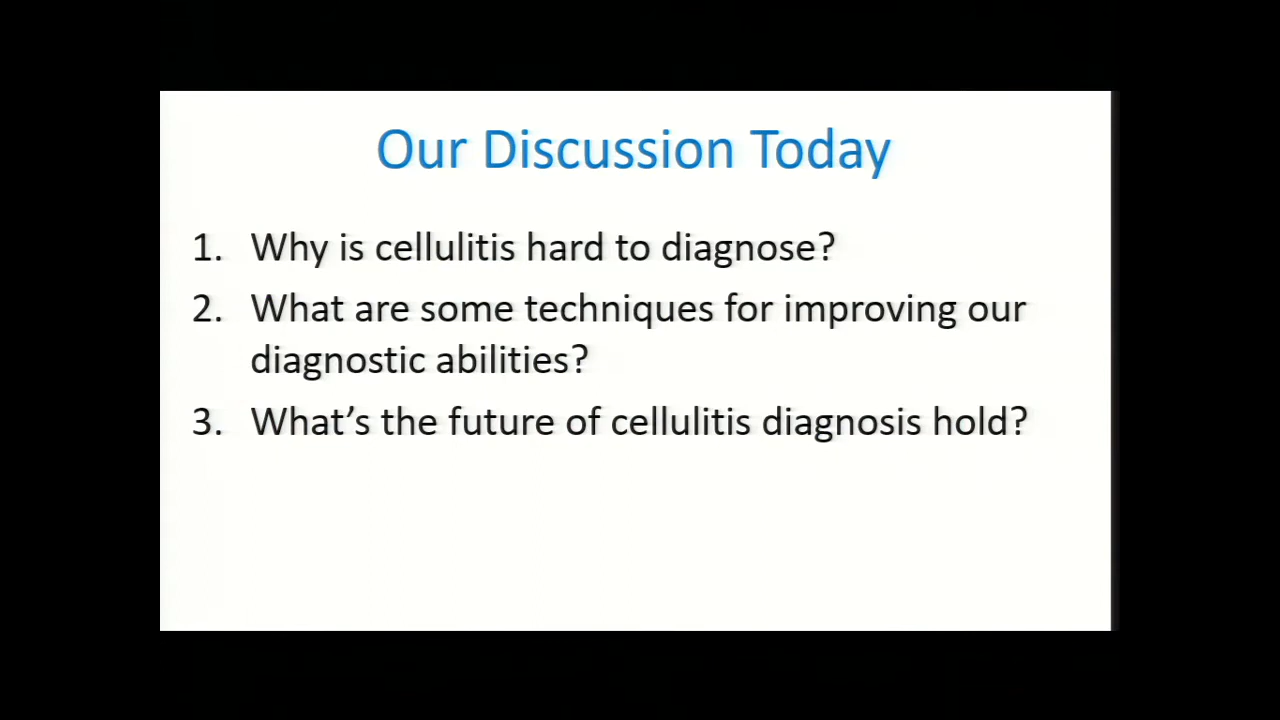 Our Discussion Today
1. Why is cellulitis hard to diagnose?
2. What are some techniques for improving our
diagnostic abilities?
3. What’s the future of cellulitis diagnosis hold?